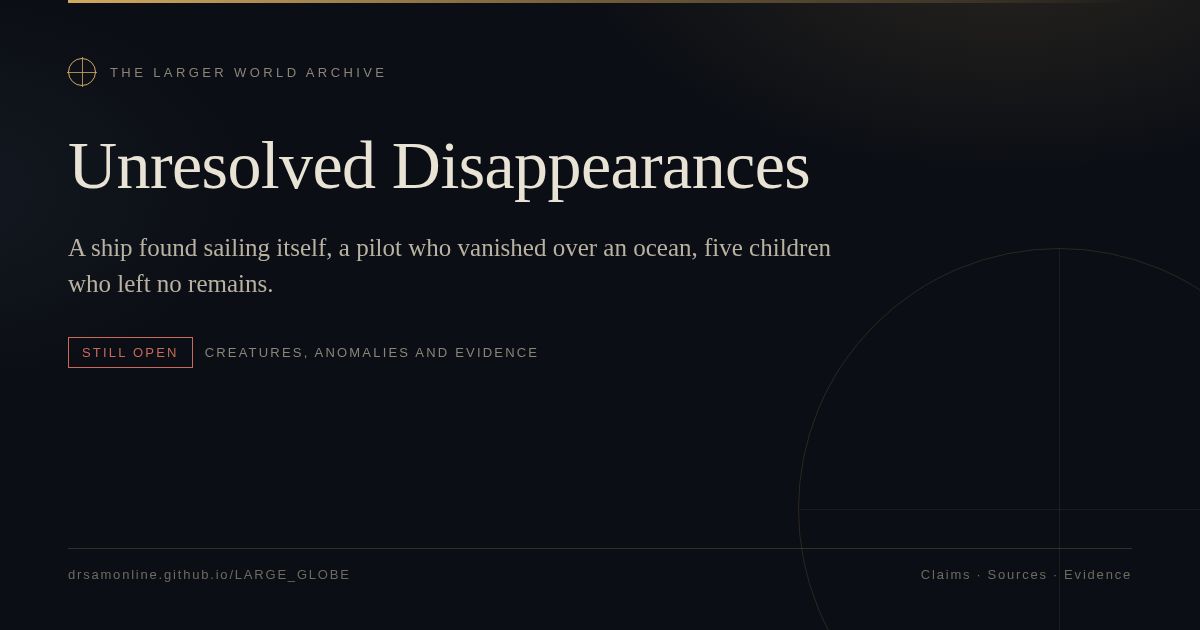 THE LARGER WORLD ARCHIVE
Unresolved Disappearances
A ship found sailing itself, a pilot who vanished over an ocean, five children
who left no remains.
STILL OPEN CREATURES, ANOMALIES AND EVIDENCE
drsamonline.github.io/LARGE_GLOBE Claims · Sources · Evidence